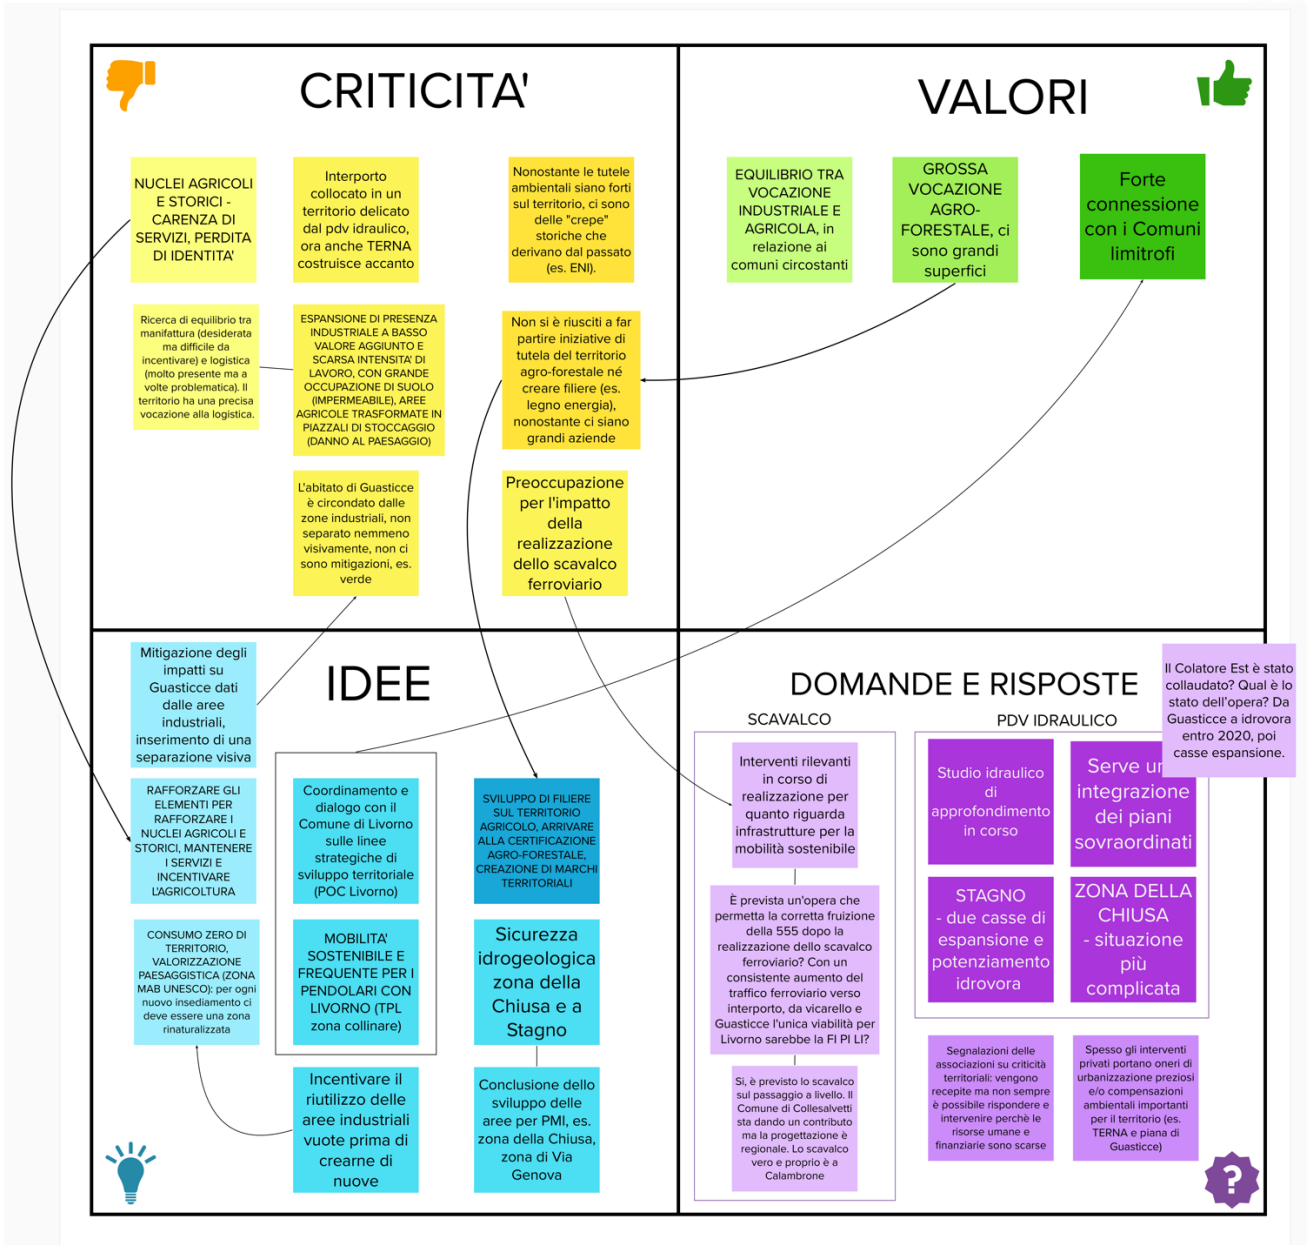 CRITICITA'
NUCLEI AGRICOLI
E STORICI -
CARENZA DI
SERVIZI, PERDITA
DI IDENTITA'
Interporto
collocato in un
territorio delicato
dal pdv idraulico,
ora anche TERNA
costruisce accanto
Nonostante le tutele
ambientali siano forti
sul territorio, ci sono
delle "crepe"
storiche che
derivano dal passato
(es. ENI).
Ricerca di equilibrio tra
manifattura (desiderata
ma difficile da
incentivare) e logistica
(molto presente ma a
volte problematica). Il
territorio ha una precisa
vocazione alla logistica.
ESPANSIONE DI PRESENZA
INDUSTRIALE A BASSO
VALORE AGGIUNTO E
SCARSA INTENSITA' DI
LAVORO, CON GRANDE
OCCUPAZIONE DI SUOLO
(IMPERMEABILE), AREE
AGRICOLE TRASFORMATE IN
PIAZZALI DI STOCCAGGIO
(DANNO AL PAESAGGIO)
Non si è riusciti a far
partire iniziative di
tutela del territorio
agro-forestale né
creare filiere (es.
legno energia),
nonostante ci siano
grandi aziende
L'abitato di Guasticce
è circondato dalle
zone industriali, non
separato nemmeno
visivamente, non ci
sono mitigazioni, es.
verde
Preoccupazione
per l'impatto
della
realizzazione
dello scavalco
ferroviario
VALORI
EQUILIBRIO TRA
VOCAZIONE
INDUSTRIALE E
AGRICOLA, in
relazione ai
comuni circostanti
GROSSA
VOCAZIONE
AGRO-
FORESTALE, ci
sono grandi
superfici
Forte
connessione
con i Comuni
limitrofi
IDEE
Mitigazione degli
impatti su
Guasticce dati
dalle aree
industriali,
inserimento di una
separazione visiva
RAFFORZARE GLI
ELEMENTI PER
RAFFORZARE I
NUCLEI AGRICOLI E
STORICI, MANTENERE
I SERVIZI E
INCENTIVARE
L'AGRICOLTURA
Coordinamento e
dialogo con il
Comune di Livorno
sulle linee
strategiche di
sviluppo territoriale
(POC Livorno)
SVILUPPO DI FILIERE
SUL TERRITORIO
AGRICOLO, ARRIVARE
ALLA CERTIFICAZIONE
AGRO-FORESTALE,
CREAZIONE DI MARCHI
TERRITORIALI
CONSUMO ZERO DI
TERRITORIO,
VALORIZZAZIONE
PAESAGGISTICA (ZONA
MAB UNESCO): per ogni
nuovo insediamento ci
deve essere una zona
rinaturalizzata
MOBILITA'
SOSTENIBILE E
FREQUENTE PER I
PENDOLARI CON
LIVORNO (TPL
zona collinare)
Sicurezza
idrogeologica
zona della
Chiusa e a
Stagno
Incentivare il
riutilizzo delle
aree industriali
vuote prima di
crearne di
nuove
Conclusione dello
sviluppo delle
aree per PMI, es.
zona della Chiusa,
zona di Via
Genova
DOMANDE E RISPOSTE
SCAVALCO
Interventi rilevanti
in corso di
realizzazione per
quanto riguarda
infrastrutture per la
mobilità sostenibile
È prevista un'opera che
permetta la corretta fruizione
della 555 dopo la
realizzazione dello scavalco
ferroviario? Con un
consistente aumento del
traffico ferroviario verso
interporto, da vicarello e
Guasticce l'unica viabilità per
Livorno sarebbe la FI PI LI?
Si, è previsto lo scavalco
sul passaggio a livello. Il
Comune di Collesalvetti
sta dando un contributo
ma la progettazione è
regionale. Lo scavalco
vero e proprio è a
Calambrone
PDV IDRAULICO
Il Colatore Est è stato
collaudato? Qual è lo
stato dell'opera? Da
Guasticce a idrovora
entro 2020, poi
casse espansione.
Studio idraulico
di
approfondimento
in corso
Serve
integrazione
dei piani
sovraordinati
STAGNO
- due casse di
espansione e
potenziamento
idrovora
ZONA DELLA
CHIUSA
- situazione
più
complicata
Segnalazioni delle
associazioni su criticità
territoriali: vengono
recepite ma non sempre
è possibile rispondere e
intervenire perchè le
risorse umane e
finanziarie sono scarse
Spesso gli interventi
privati portano oneri di
urbanizzazione preziosi
e/o compensazioni
ambientali importanti
per il territorio (es.
TERNA e piana di
Guasticce)
?